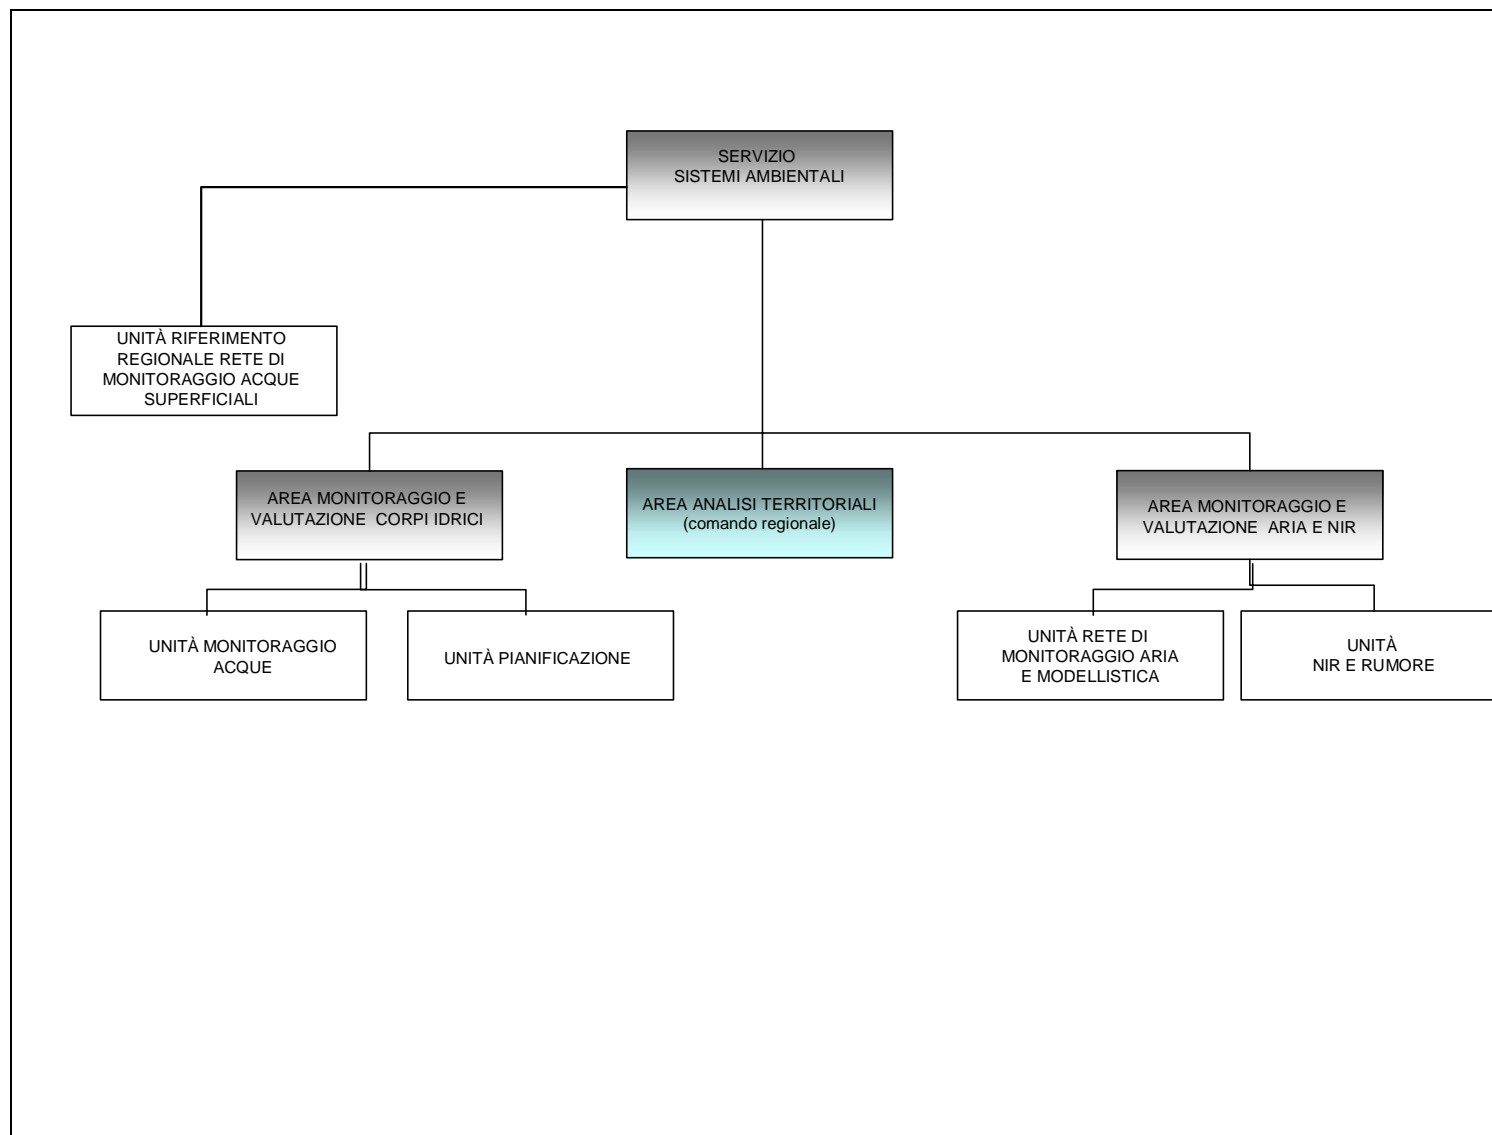 SERVIZIO
SISTEMI AMBIENTALI
UNITÀ RIFERIMENTO
REGIONALE RETE DI
MONITORAGGIO ACQUE
SUPERFICIALI
AREA MONITORAGGIO E
VALUTAZIONE CORPI IDRICI
AREA ANALISI TERRITORIALI
(comando regionale)
AREA MONITORAGGIO E
VALUTAZIONE ARIA E NIR
UNITÀ MONITORAGGIO
ACQUE
UNITÀ PIANIFICAZIONE
UNITÀ RETE DI
MONITORAGGIO ARIA
E MODELLISTICA
UNITÀ
NIR E RUMORE